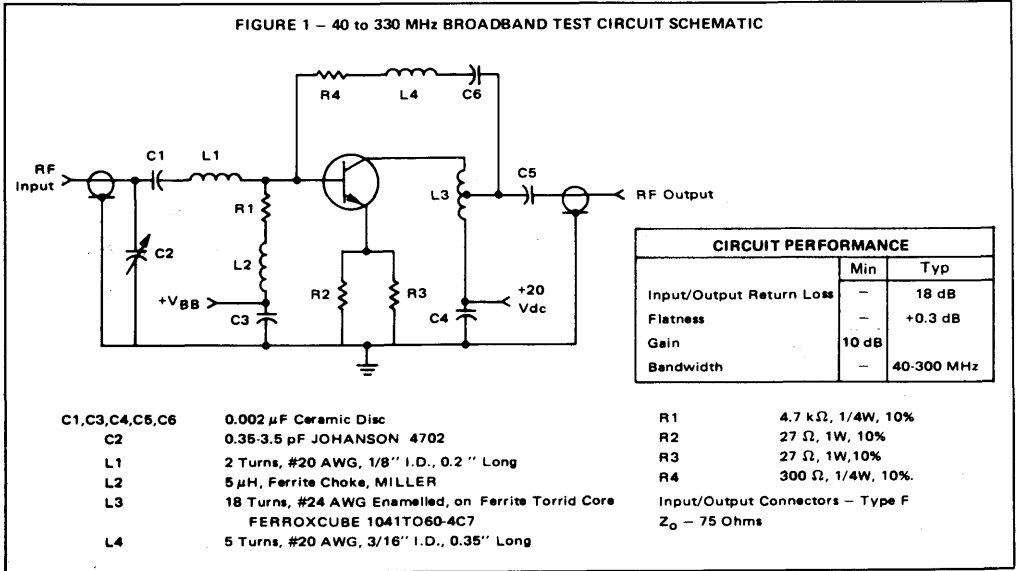 FIGURE 1 – 40 to 330 MHz BROADBAND TEST CIRCUIT SCHEMATIC
R4
L4
C6
C1
L1
RF
Input
C5
L3
RF Output
R1
C2
L2
+VBB
R2
R3
+20
Vdc
C3
C4
CIRCUIT PERFORMANCE
Min Typ
Input/Output Return Loss – 18 dB
Flatness – +0.3 dB
Gain 10 dB
Bandwidth – 40-300 MHz
C1,C3,C4,C5,C6 0.002 μF Ceramic Disc
C2 0.35-3.5 pF JOHANSON 4702
L1 2 Turns, #20 AWG, 1/8'' I.D., 0.2 '' Long
L2 5 μH, Ferrite Choke, MILLER
L3 18 Turns, #24 AWG Enamelled, on Ferrite Torrid Core
FERROXCUBE 1041TO60-4C7
L4 5 Turns, #20 AWG, 3/16'' I.D., 0.35'' Long
R1 4.7 kΩ, 1/4W, 10%
R2 27 Ω, 1W, 10%
R3 27 Ω, 1W,10%
R4 300 Ω, 1/4W, 10%.
Input/Output Connectors – Type F
Zo – 75 Ohms